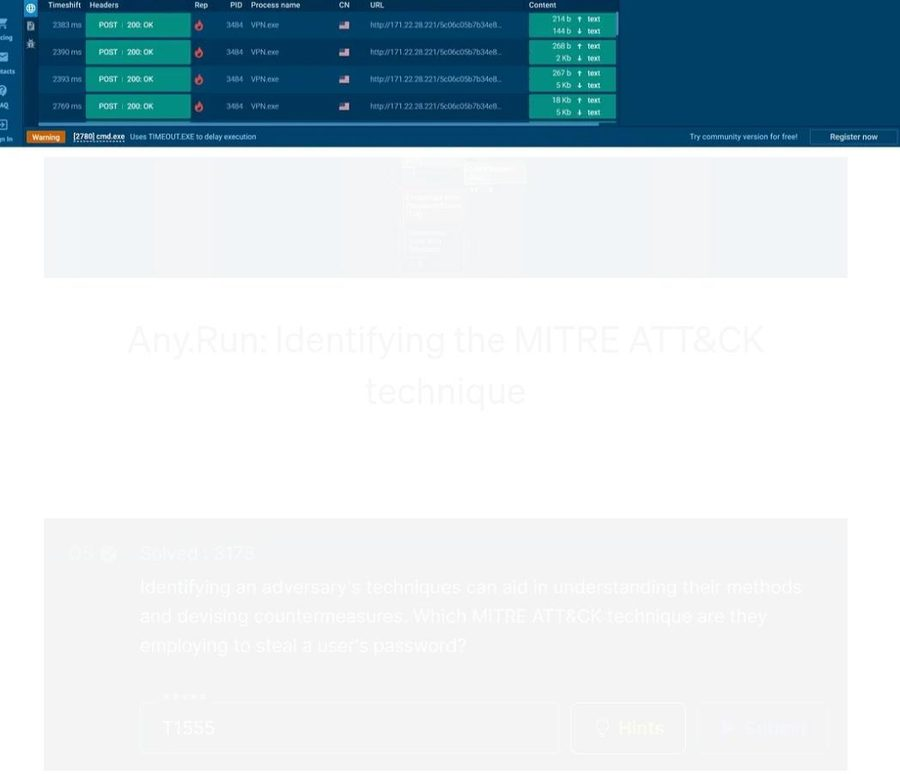 Timeshift Headers Rep PID Process name CN URL Content
2383 ms POST 200: OK 3484 VPN.exe http://171.22.28.221/5c06c05b7b34e8... 214 b text
144 b text
2390 ms POST 200: OK 3484 VPN.exe http://171.22.28.221/5c06c05b7b34e8... 268 b text
2 Kb text
2393 ms POST 200: OK 3484 VPN.exe http://171.22.28.221/5c06c05b7b34e8... 267 b text
5 Kb text
2769 ms POST 200: OK 3484 VPN.exe http://171.22.28.221/5c06c05b7b34e8... 18 Kb text
5 Kb text
Warning [2780] cmd.exe Uses TIMEOUT.EXE to delay execution Try community version for free! Register now
Any.Run: Identifying the MITRE ATT&CK
technique
Solved : 3173
Identifying an adversary's techniques can aid in understanding their methods
and devising countermeasures. Which MITRE ATT&CK technique are they
employing to steal a user's password?
*****
T1555 Hints Submit